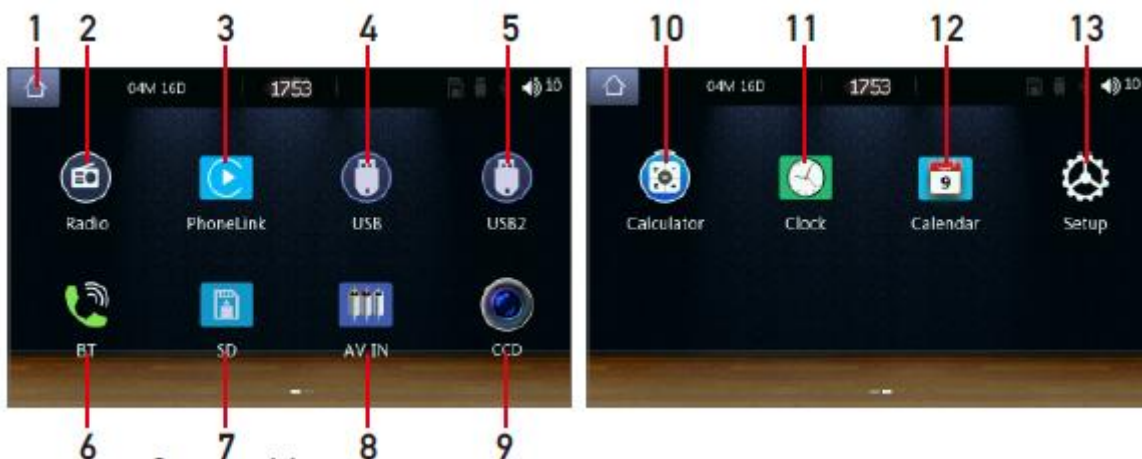 1 2 3 4 5 10 11 12 13
04M 16D 1753 10 04M 16D 1753 10
Radio PhoneLink USB USB2 Calculator Clock Calendar Setup
9
BT SD AV IN CCD
6 7 8 9